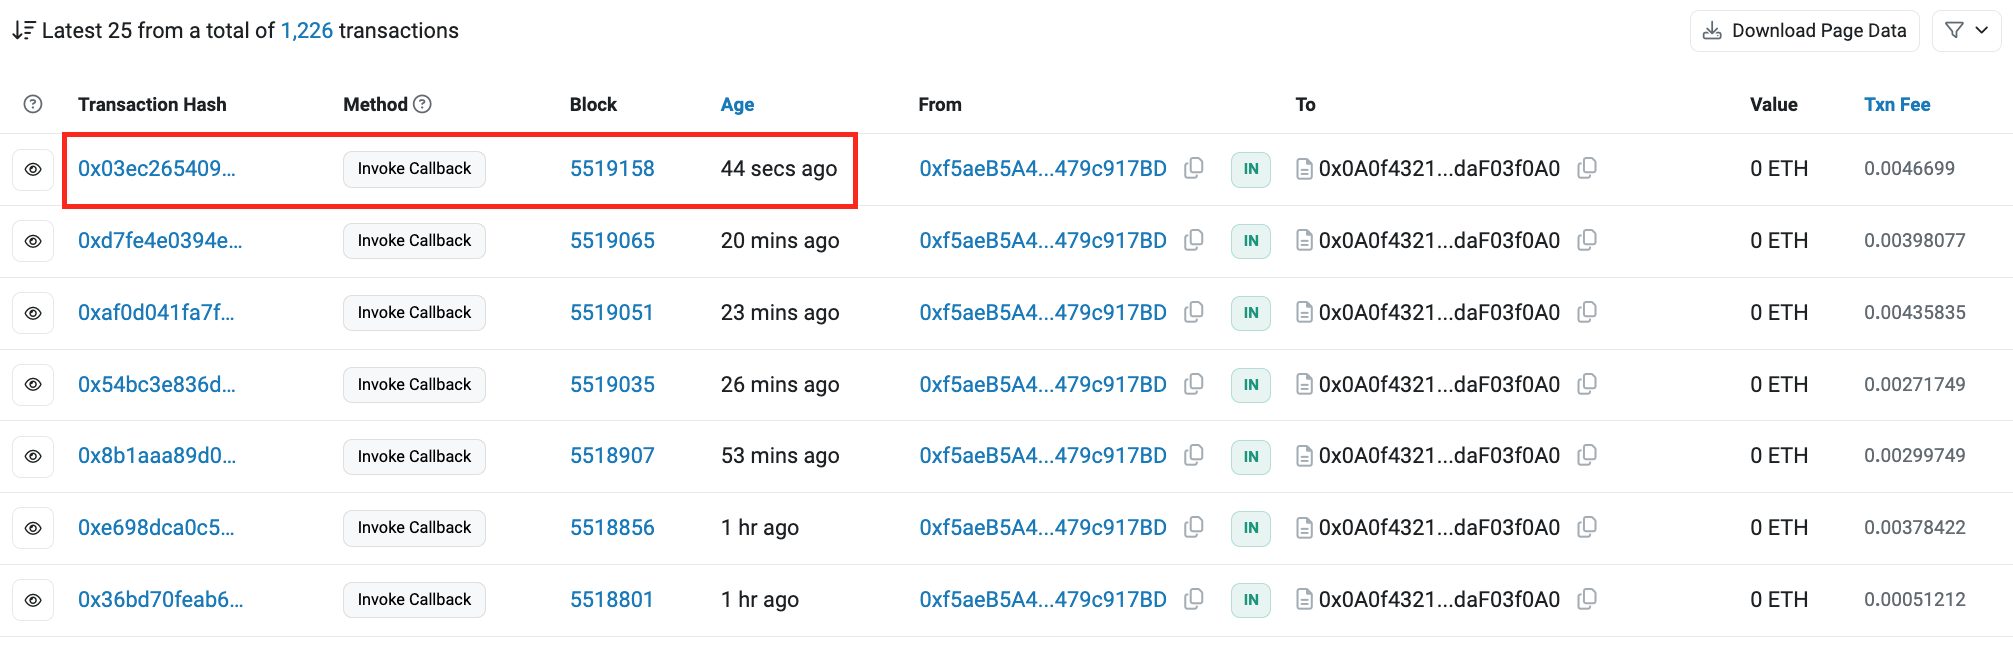 Latest 25 from a total of 1,226 transactions
Download Page Data
Transaction Hash Method Block Age From To Value Txn Fee
0x03ec265409... Invoke Callback 5519158 44 secs ago 0xf5aeB5A4...479c917BD IN 0x0A0f4321...daF03f0A0 0 ETH 0.0046699
0xd7fe4e0394e... Invoke Callback 5519065 20 mins ago 0xf5aeB5A4...479c917BD IN 0x0A0f4321...daF03f0A0 0 ETH 0.00398077
0xaf0d041fa7f... Invoke Callback 5519051 23 mins ago 0xf5aeB5A4...479c917BD IN 0x0A0f4321...daF03f0A0 0 ETH 0.00435835
0x54bc3e836d... Invoke Callback 5519035 26 mins ago 0xf5aeB5A4...479c917BD IN 0x0A0f4321...daF03f0A0 0 ETH 0.00271749
0x8b1aaa89d0... Invoke Callback 5518907 53 mins ago 0xf5aeB5A4...479c917BD IN 0x0A0f4321...daF03f0A0 0 ETH 0.00299749
0xe698dca0c5... Invoke Callback 5518856 1 hr ago 0xf5aeB5A4...479c917BD IN 0x0A0f4321...daF03f0A0 0 ETH 0.00378422
0x36bd70feab6... Invoke Callback 5518801 1 hr ago 0xf5aeB5A4...479c917BD IN 0x0A0f4321...daF03f0A0 0 ETH 0.00051212